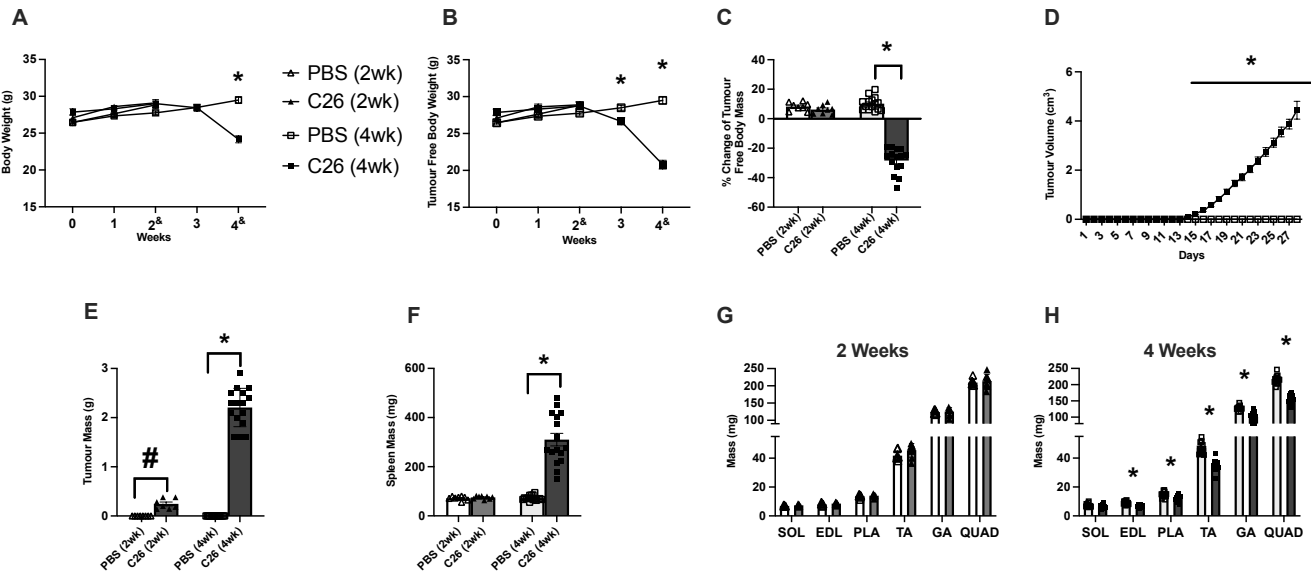 A
Body Weight (g)
35
30
25
20
15
0 1 2& 3 4&
Weeks
*
PBS (2wk)
C26 (2wk)
PBS (4wk)
C26 (4wk)
B
Tumour Free Body Weight (g)
35
30
25
20
15
0 1 2& 3 4&
Weeks
* *
C
% Change of Tumour
Free Body Mass
40
20
0
-20
-40
-60
PBS (2wk)
C26 (2wk)
PBS (4wk)
C26 (4wk)
*
D
Tumour Volume (cm3)
6
4
2
0
1 3 5 7 9 11 13 15 17 19 21 23 25 27
Days
*
E
Tumour Mass (g)
3
2
1
0
PBS (2wk)
C26 (2wk)
PBS (4wk)
C26 (4wk)
#
*
F
Spleen Mass (mg)
600
400
200
0
PBS (2wk)
C26 (2wk)
PBS (4wk)
C26 (4wk)
*
G
2 Weeks
Mass (mg)
250
200
150
100
40
20
0
SOL EDL PLA TA GA QUAD
H
4 Weeks
Mass (mg)
250
200
150
100
40
20
0
SOL EDL PLA TA GA QUAD
* * * * *